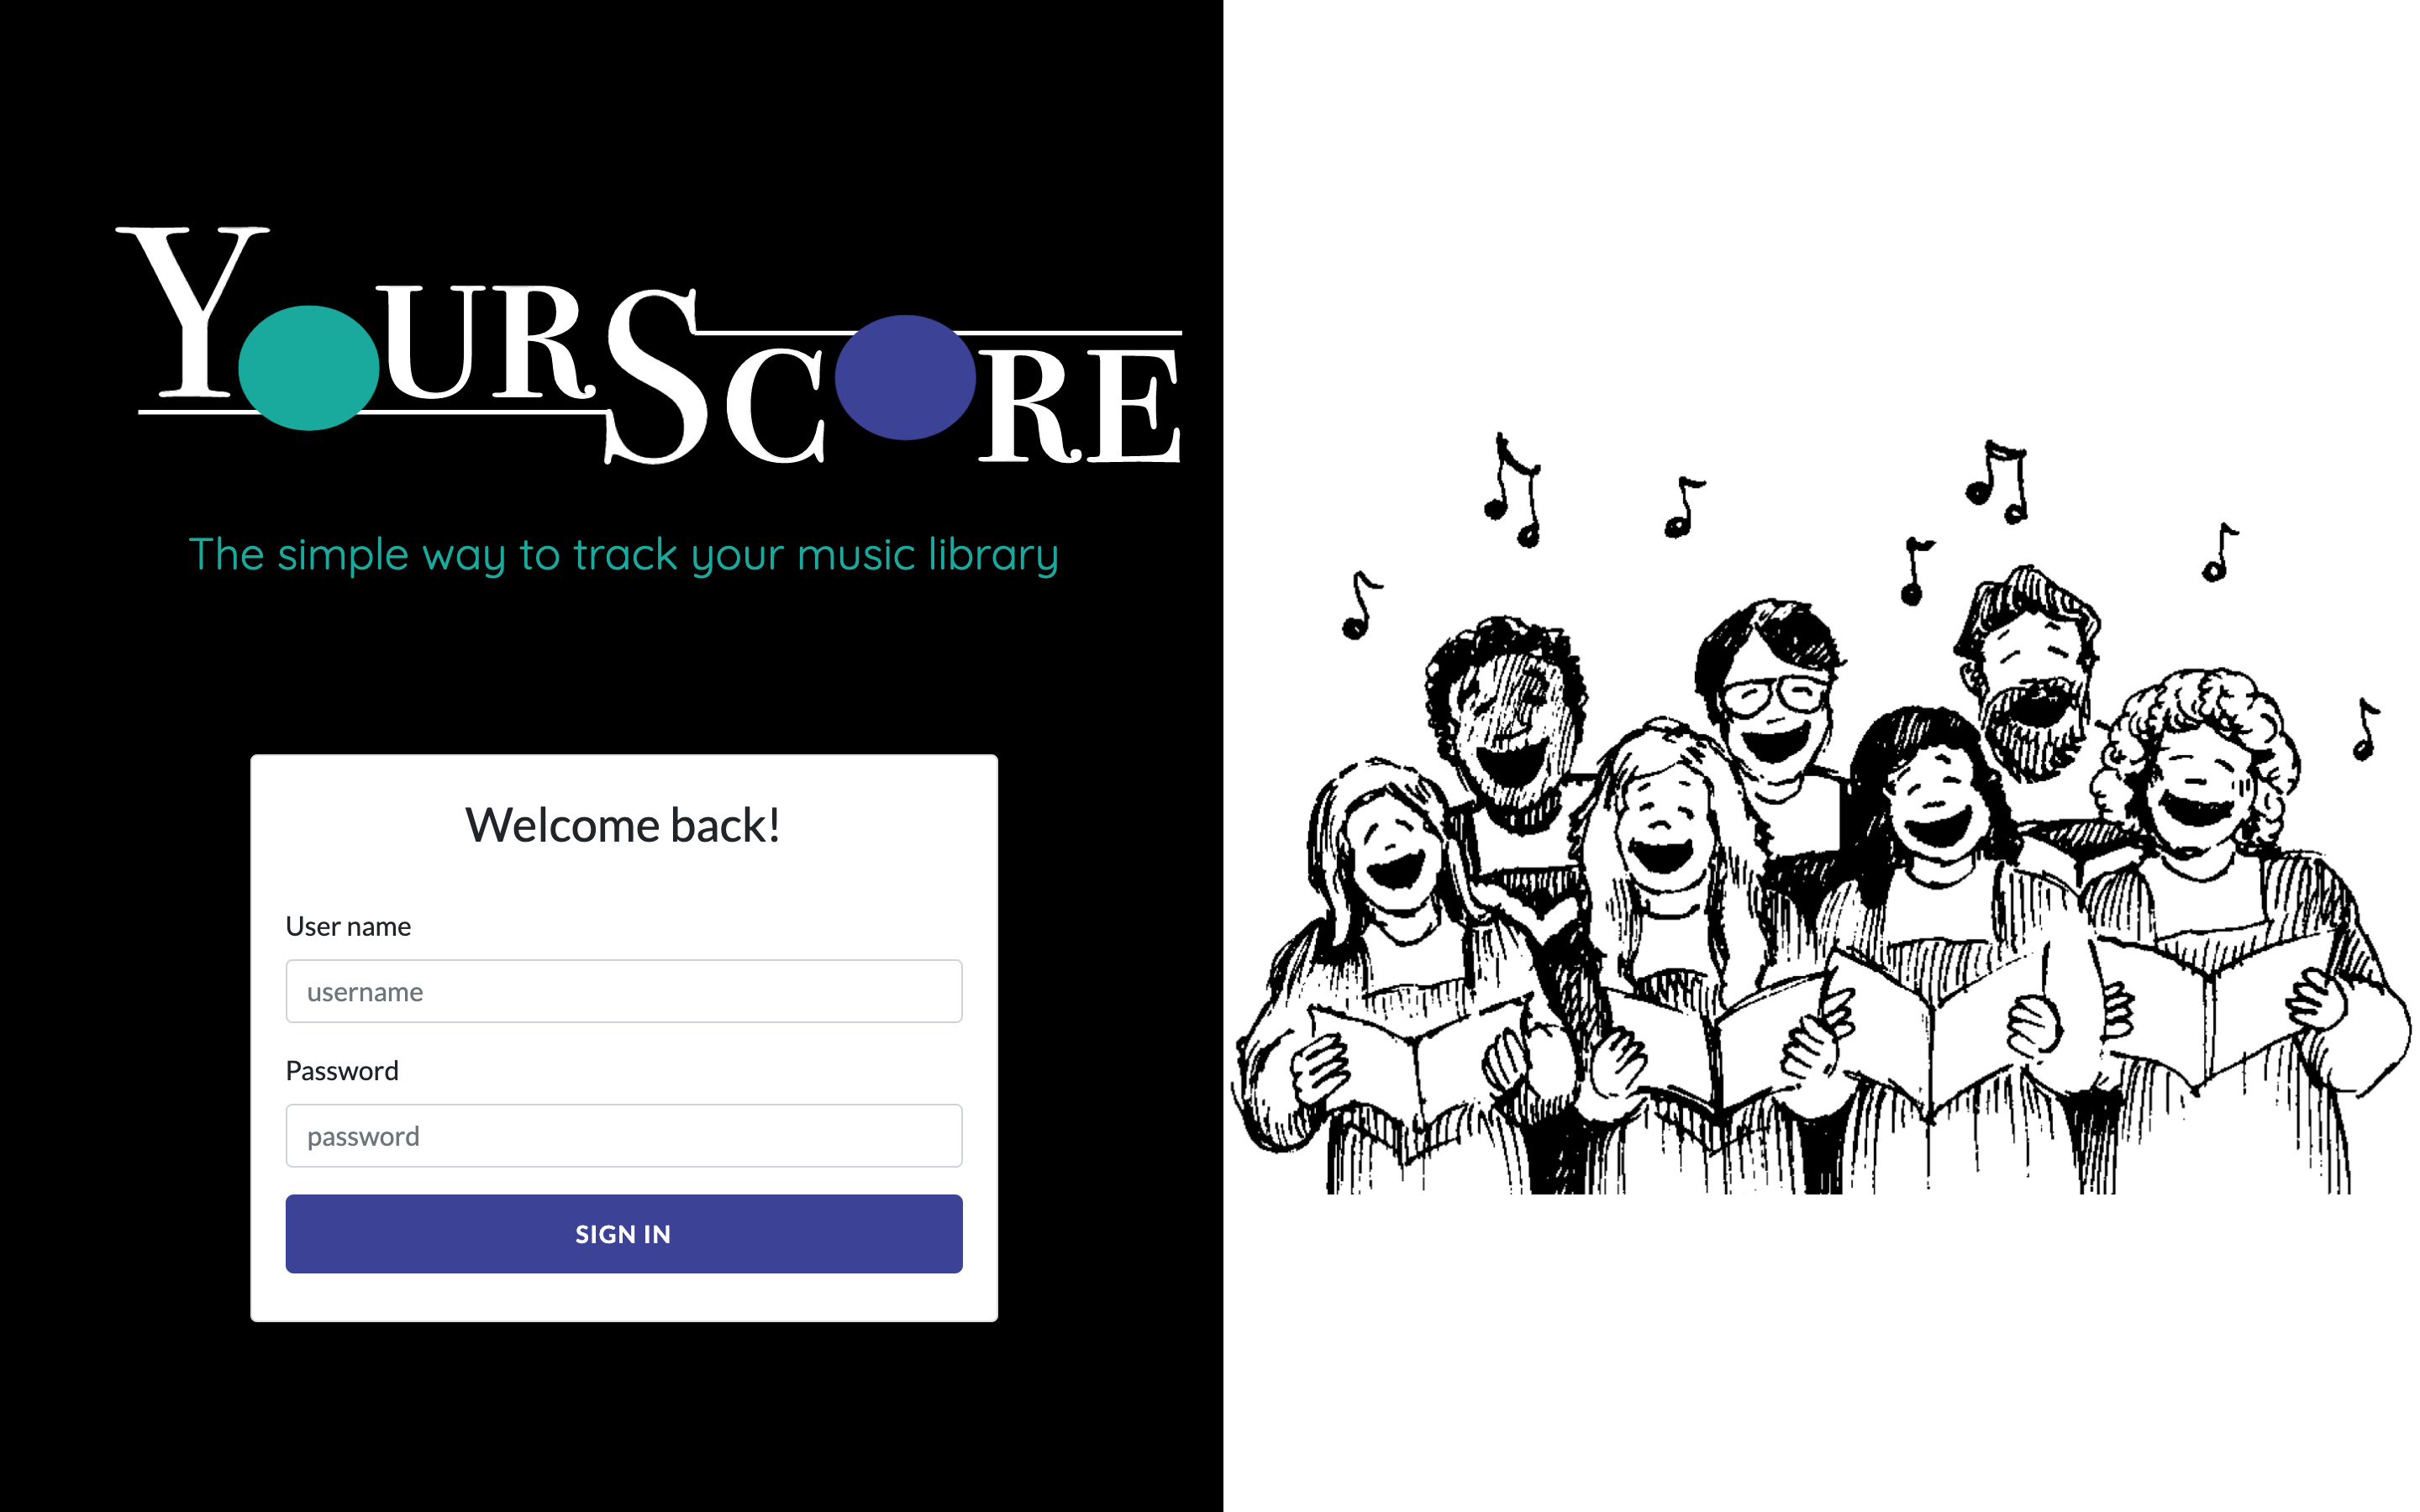 YOURSCORE
The simple way to track your music library
Welcome back!
User name
username
Password
password
SIGN IN